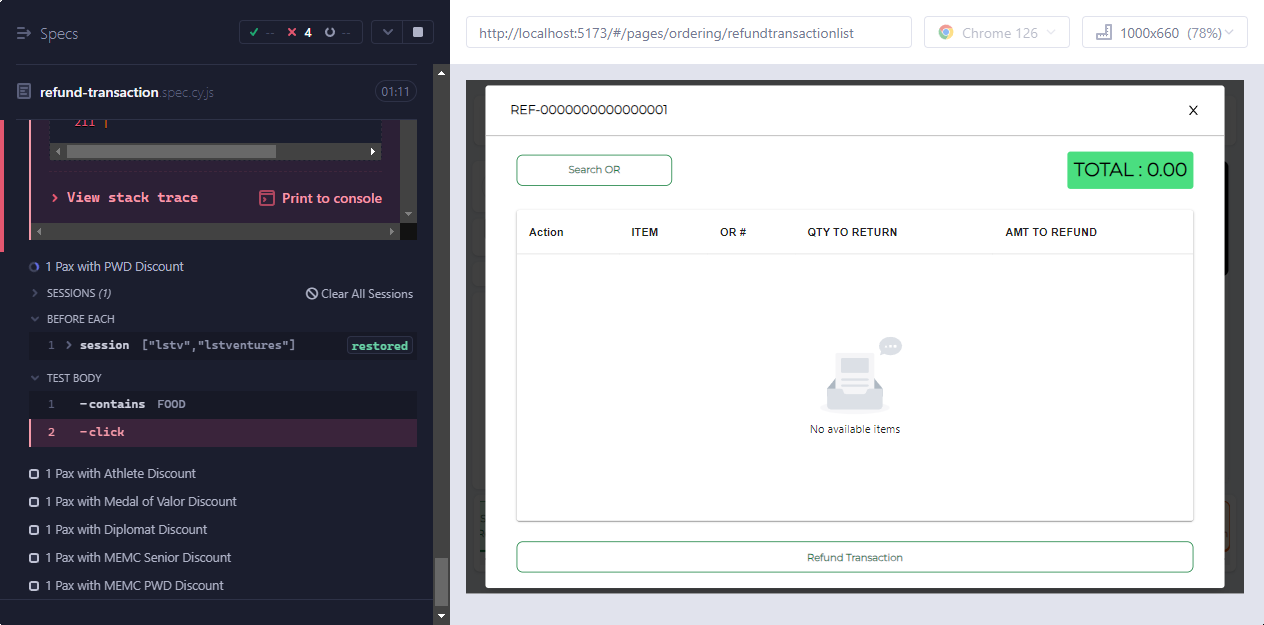 Specs
-- 4 --
refund-transaction.spec.cy.js 01:11
211 |
View stack trace Print to console
1 Pax with PWD Discount
SESSIONS (1) Clear All Sessions
BEFORE EACH
1 session ["lstv","lstventures"] restored
TEST BODY
1 -contains FOOD
2 -click
1 Pax with Athlete Discount
1 Pax with Medal of Valor Discount
1 Pax with Diplomat Discount
1 Pax with MEMC Senior Discount
1 Pax with MEMC PWD Discount
http://localhost:5173/#/pages/ordering/refundtransactionlist
Chrome 126
1000x660 (78%)
REF-0000000000000001 X
Search OR
TOTAL : 0.00
Action ITEM OR # QTY TO RETURN AMT TO REFUND
No available items
Refund Transaction